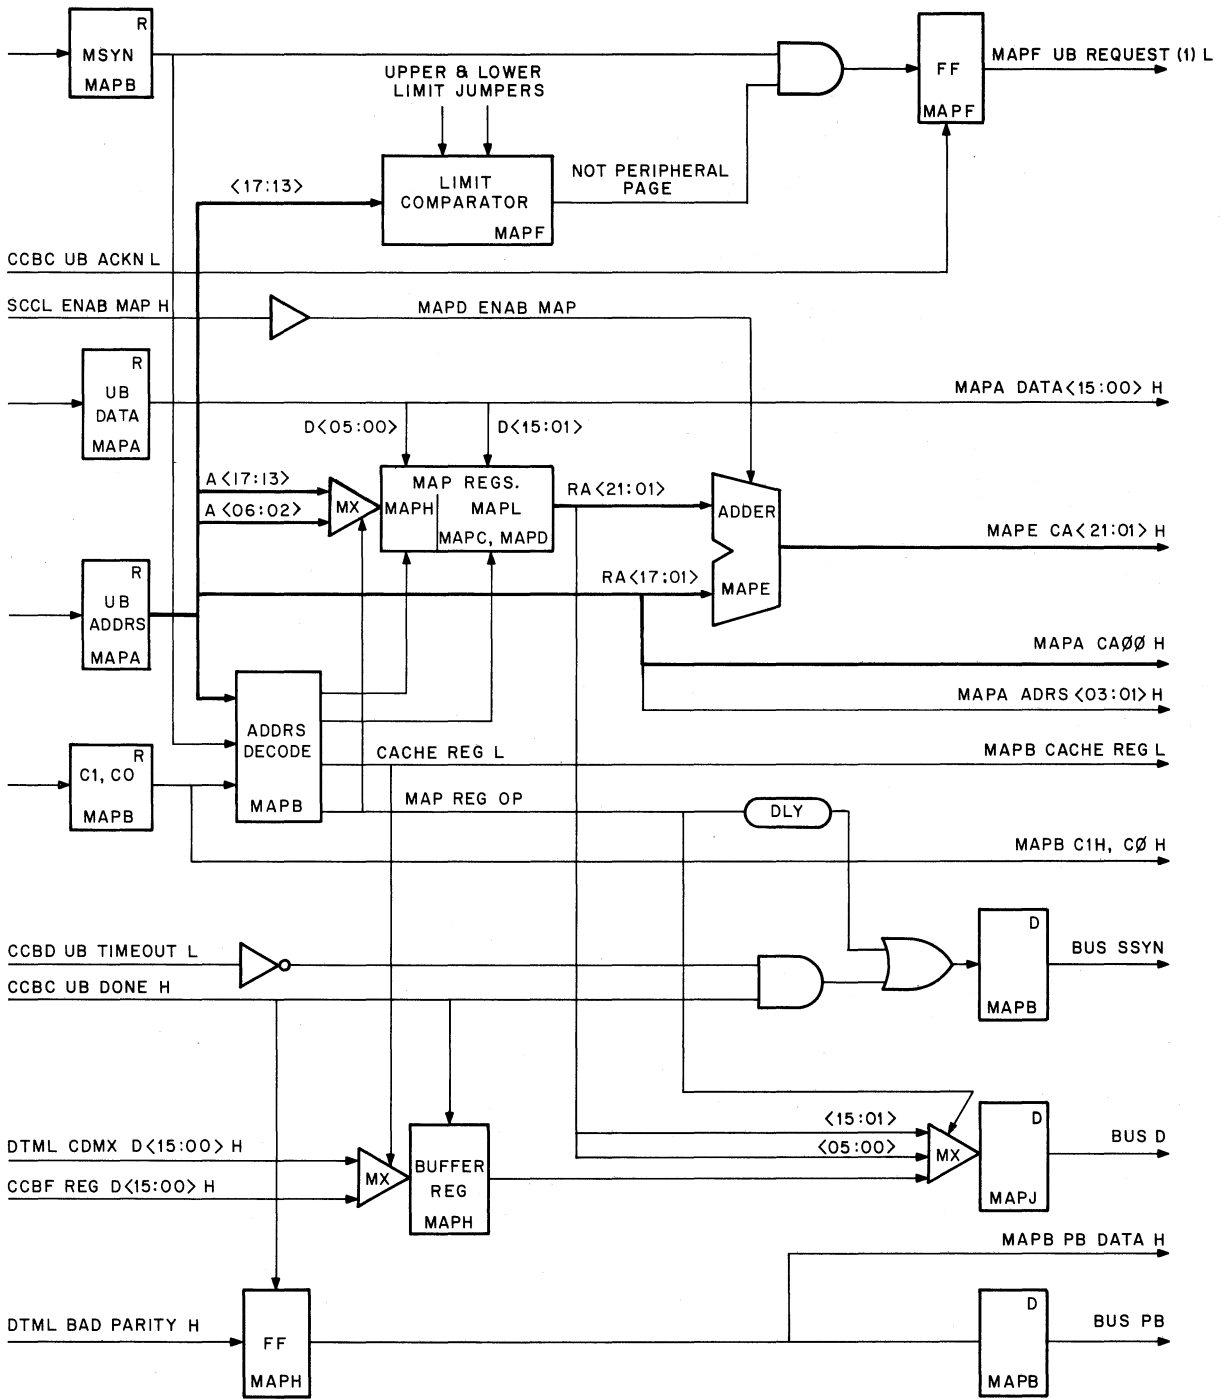 R
MSYN
MAPB
UPPER & LOWER
LIMIT JUMPERS
FF
MAPF
MAPF UB REQUEST (1) L
<17:13>
LIMIT
COMPARATOR
MAPF
NOT PERIPHERAL
PAGE
CCBC UB ACKN L
SCCL ENAB MAP H
MAPD ENAB MAP
R
UB
DATA
MAPA
MAPA DATA<15:00> H
D<05:00>
D<15:01>
A<17:13>
A<06:02>
MX
MAP REGS.
MAPH
MAPL
MAPC, MAPD
RA<21:01>
ADDER
MAPE
MAPE CA<21:01> H
R
UB
ADDRS
MAPA
RA<17:01>
MAPA CAØØ H
MAPA ADRS<03:01> H
ADDRS
DECODE
MAPB
CACHE REG L
MAPB CACHE REG L
R
C1, CO
MAPB
MAP REG OP
DLY
MAPB C1H, CØ H
CCBD UB TIMEOUT L
CCBC UB DONE H
D
MAPB
BUS SSYN
DTML CDMX D<15:00> H
CCBF REG D<15:00> H
MX
BUFFER
REG
MAPH
<15:01>
<05:00>
MX
D
MAPJ
BUS D
MAPB PB DATA H
DTML BAD PARITY H
FF
MAPH
D
MAPB
BUS PB